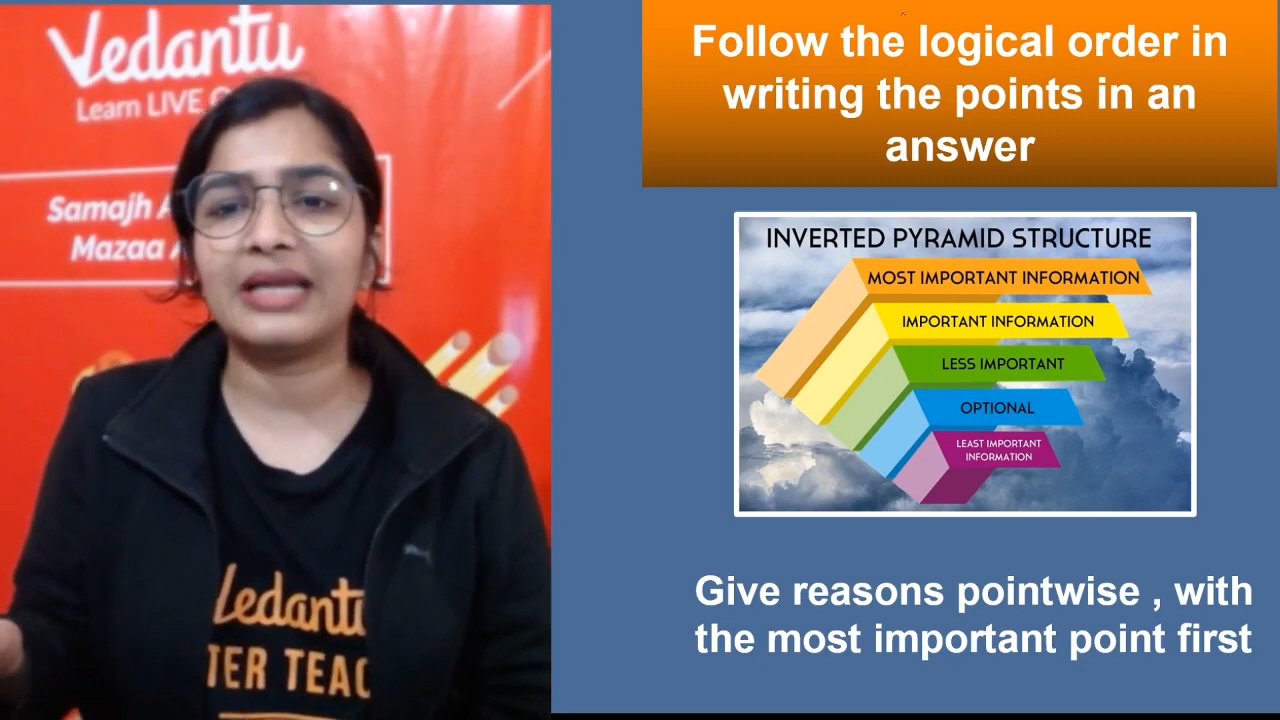 Vedantu
Learn LIVE
Samajh
Mazaa
Vedantu
TER TEAC
Follow the logical order in
writing the points in an
answer
INVERTED PYRAMID STRUCTURE
MOST IMPORTANT INFORMATION
IMPORTANT INFORMATION
LESS IMPORTANT
OPTIONAL
LEAST IMPORTANT
INFORMATION
Give reasons pointwise , with
the most important point first